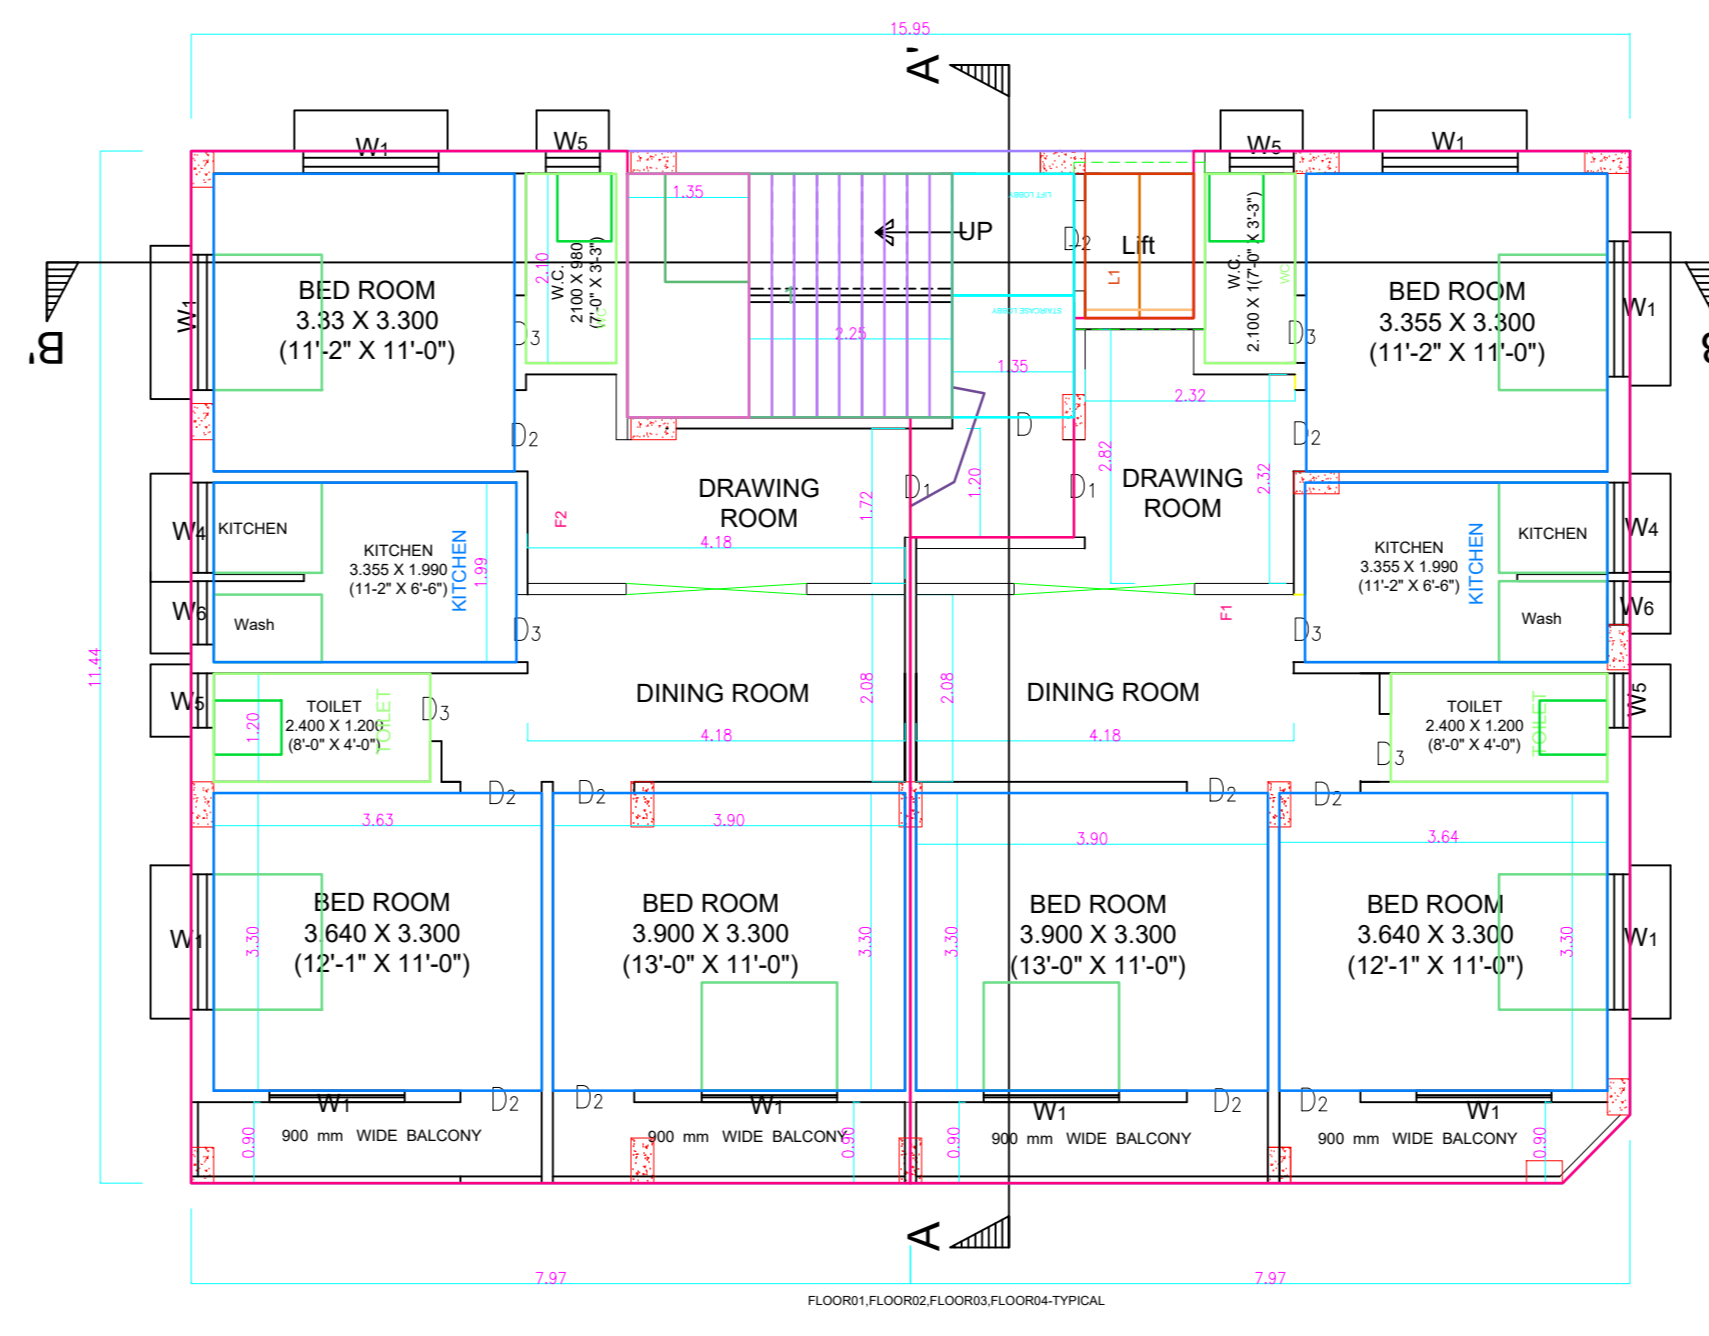 15.95
A'
W1
W5
W5
W1
1.35
LIFT LOBBY
UP
D2
Lift
L1
2.10
W.C.
2100 X 980
(7'-0" X 3'-3")
WC
W.C.
2.100 X 1(7'-0" X 3'-3")
WC
BED ROOM
3.33 X 3.300
(11'-2" X 11'-0")
BED ROOM
3.355 X 3.300
(11'-2" X 11'-0")
W1
W1
B'
D3
2.25
STAIRCASE LOBBY
1.35
D3
2.32
D2
D
D2
2.82
2.32
DRAWING
ROOM
1.72
D1
1.20
D1
DRAWING
ROOM
F2
4.18
W4
KITCHEN
KITCHEN
3.355 X 1.990
(11-2" X 6'-6")
KITCHEN
1.99
KITCHEN
3.355 X 1.990
(11'-2" X 6'-6")
KITCHEN
KITCHEN
W4
W6
Wash
D3
F1
D3
Wash
W6
11.44
DINING ROOM
2.08
2.08
DINING ROOM
W5
1.20
TOILET
2.400 X 1.200
(8'-0" X 4'-0")
TOILET
D3
4.18
4.18
D3
TOILET
2.400 X 1.200
(8'-0" X 4'-0")
TOILET
W5
D2
D2
D2
D2
3.63
3.90
3.90
3.64
W1
3.30
BED ROOM
3.640 X 3.300
(12'-1" X 11'-0")
BED ROOM
3.900 X 3.300
(13'-0" X 11'-0")
3.30
3.30
BED ROOM
3.900 X 3.300
(13'-0" X 11'-0")
BED ROOM
3.640 X 3.300
(12'-1" X 11'-0")
3.30
W1
W1
D2
D2
W1
W1
D2
D2
W1
0.90
900 mm WIDE BALCONY
900 mm WIDE BALCONY
0.90
0.90
900 mm WIDE BALCONY
900 mm WIDE BALCONY
0.90
A
7.97
7.97
FLOOR01,FLOOR02,FLOOR03,FLOOR04-TYPICAL